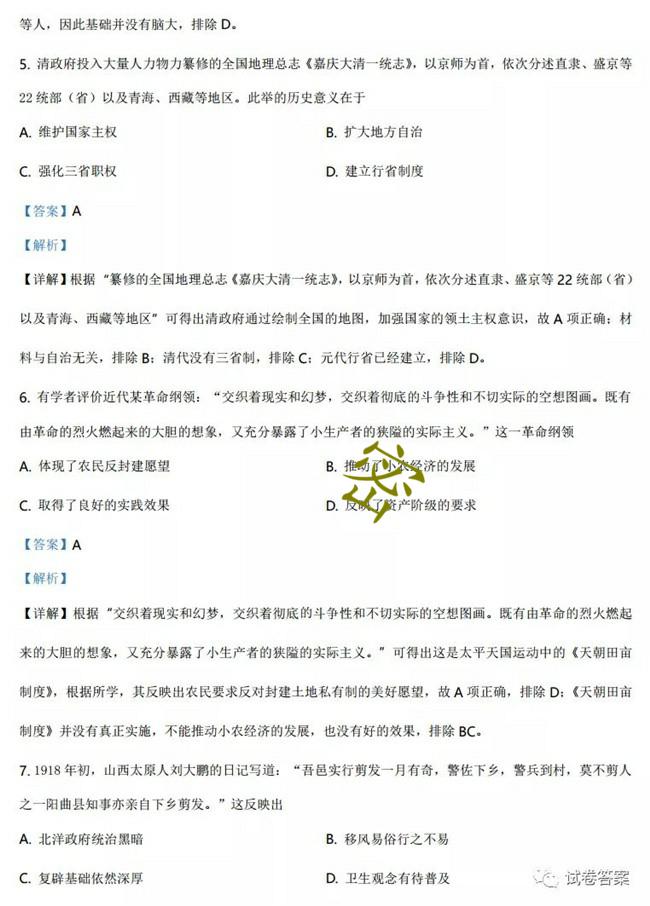 等人，因此基础并没有脑大，排除 D。
5. 清政府投入大量人力物力纂修的全国地理总志《嘉庆大清一统志》，以京师为首，依次分述直隶、盛京等
22 统部（省）以及青海、西藏等地区。此举的历史意义在于
A. 维护国家主权 B. 扩大地方自治
C. 强化三省职权 D. 建立行省制度
【答案】A
【解析】
【详解】根据“纂修的全国地理总志《嘉庆大清一统志》，以京师为首，依次分述直隶、盛京等 22 统部（省）
以及青海、西藏等地区”可得出清政府通过绘制全国的地图，加强国家的领土主权意识，故 A 项正确；材
料与自治无关，排除 B；清代没有三省制，排除 C；元代行省已经建立，排除 D。
6. 有学者评价近代某革命纲领：“交织着现实和幻梦，交织着彻底的斗争性和不切实际的空想图画。既有
由革命的烈火燃起来的大胆的想象，又充分暴露了小生产者的狭隘的实际主义。”这一革命纲领
A. 体现了农民反封建愿望 B. 推动了小农经济的发展
C. 取得了良好的实践效果 D. 反映了资产阶级的要求
【答案】A
【解析】
【详解】根据“交织着现实和幻梦，交织着彻底的斗争性和不切实际的空想图画。既有由革命的烈火燃起
来的大胆的想象，又充分暴露了小生产者的狭隘的实际主义。”可得出这是太平天国运动中的《天朝田亩
制度》，根据所学，其反映出农民要求反对封建土地私有制的美好愿望，故 A 项正确，排除 D；《天朝田亩
制度》并没有真正实施，不能推动小农经济的发展，也没有好的效果，排除 BC。
7. 1918 年初，山西太原人刘大鹏的日记写道：“吾邑实行剪发一月有奇，警佐下乡，警兵到村，莫不剪人
之一阳曲县知事亦亲自下乡剪发。”这反映出
A. 北洋政府统治黑暗 B. 移风易俗行之不易
C. 复辟基础依然深厚 D. 卫生观念有待普及
试卷答案